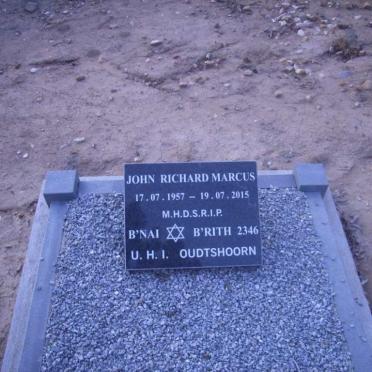 JOHN RICHARD MARCUS
17.07.1957 – 19.07.2015
M.H.D.S.R.I.P.
B'NAI ✡ B'RITH 2346
U.H.I. OUDTSHOORN